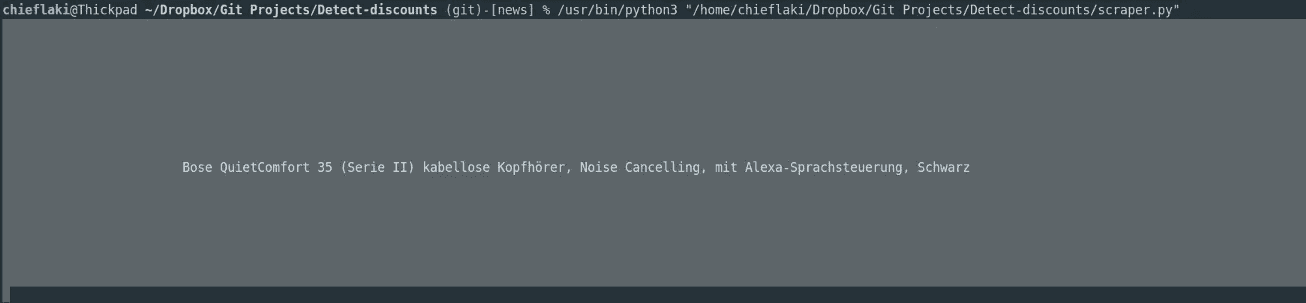 chieflaki@Thickpad ~/Dropbox/Git Projects/Detect-discounts (git)-[news] % /usr/bin/python3 "/home/chieflaki/Dropbox/Git Projects/Detect-discounts/scraper.py"
Bose QuietComfort 35 (Serie II) kabellose Kopfhörer, Noise Cancelling, mit Alexa-Sprachsteuerung, Schwarz